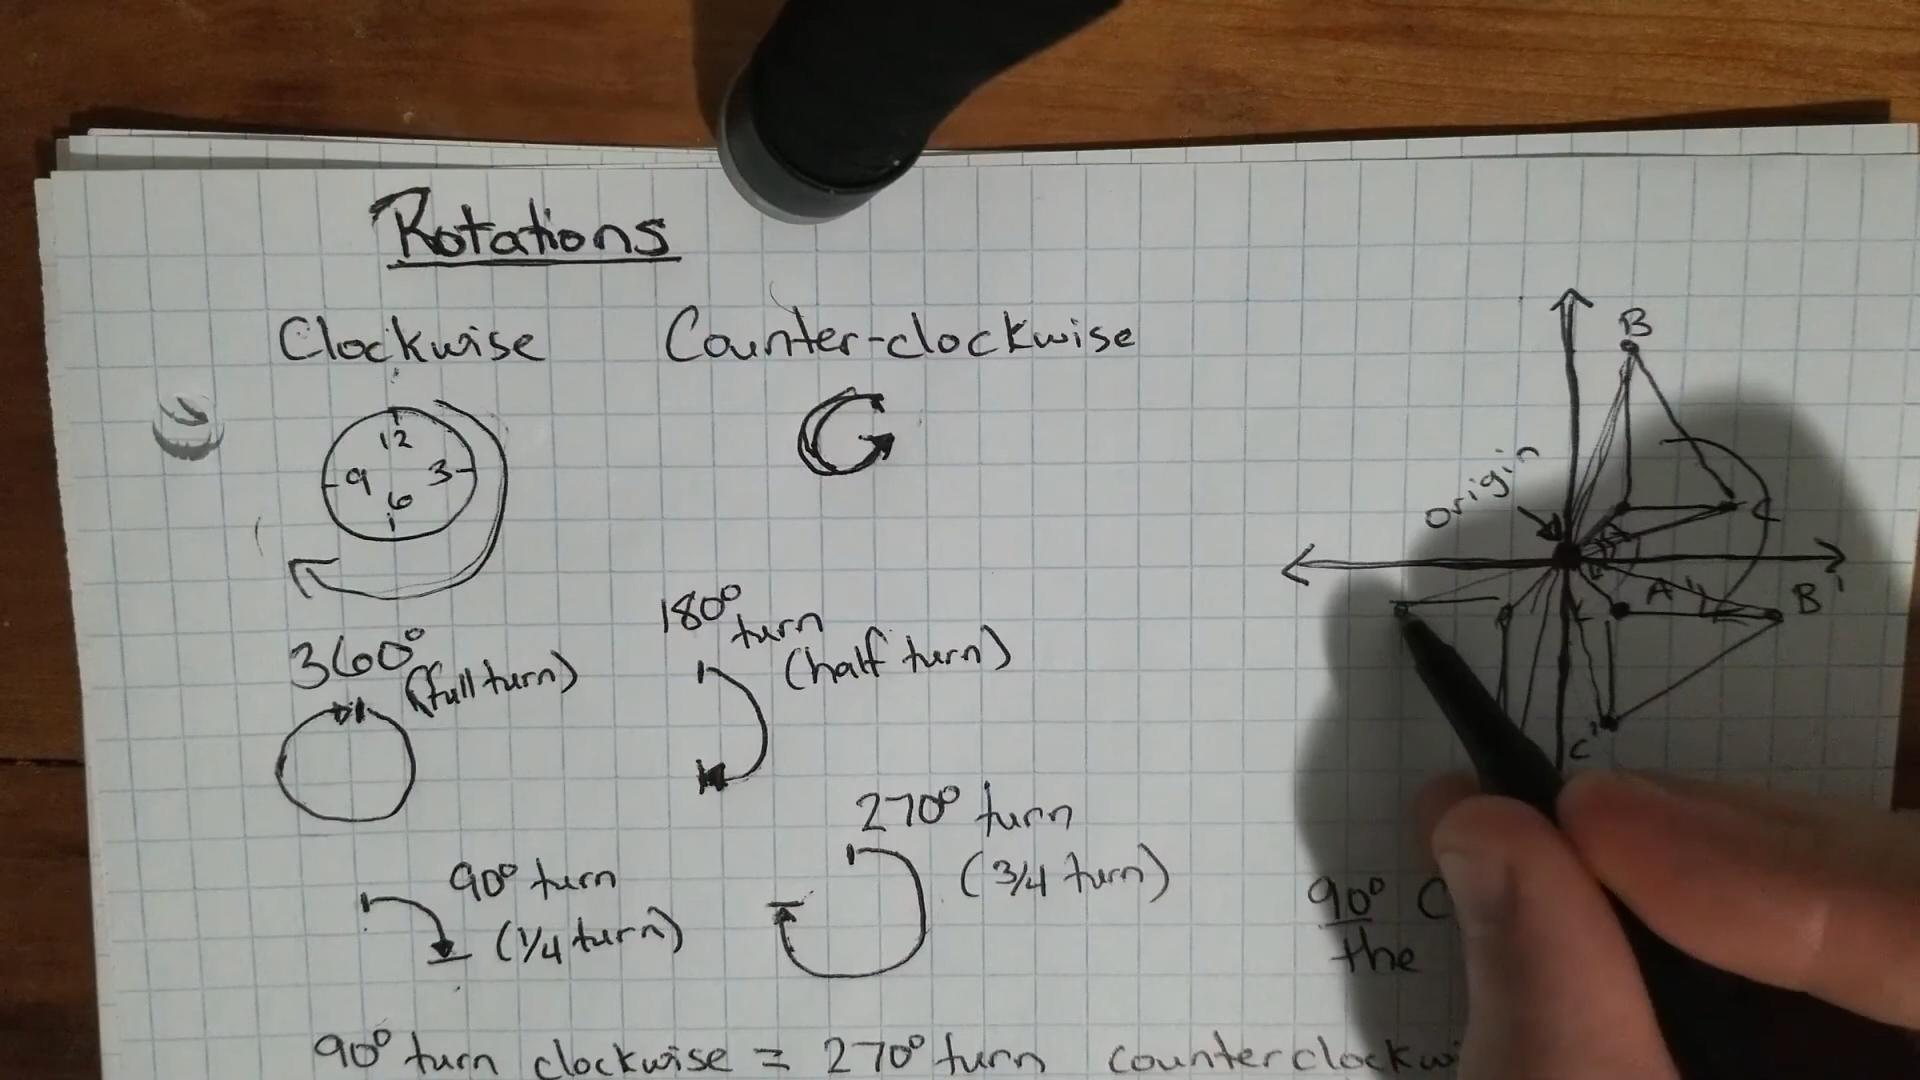 Rotations
Clockwise
Counter-clockwise
12
9 3
6
360°
(full turn)
180°
turn
(half turn)
90° turn
(1/4 turn)
270° turn
(3/4 turn)
90° turn clockwise = 270° turn
Origin
B
C
A'
B'
C'
90°
the